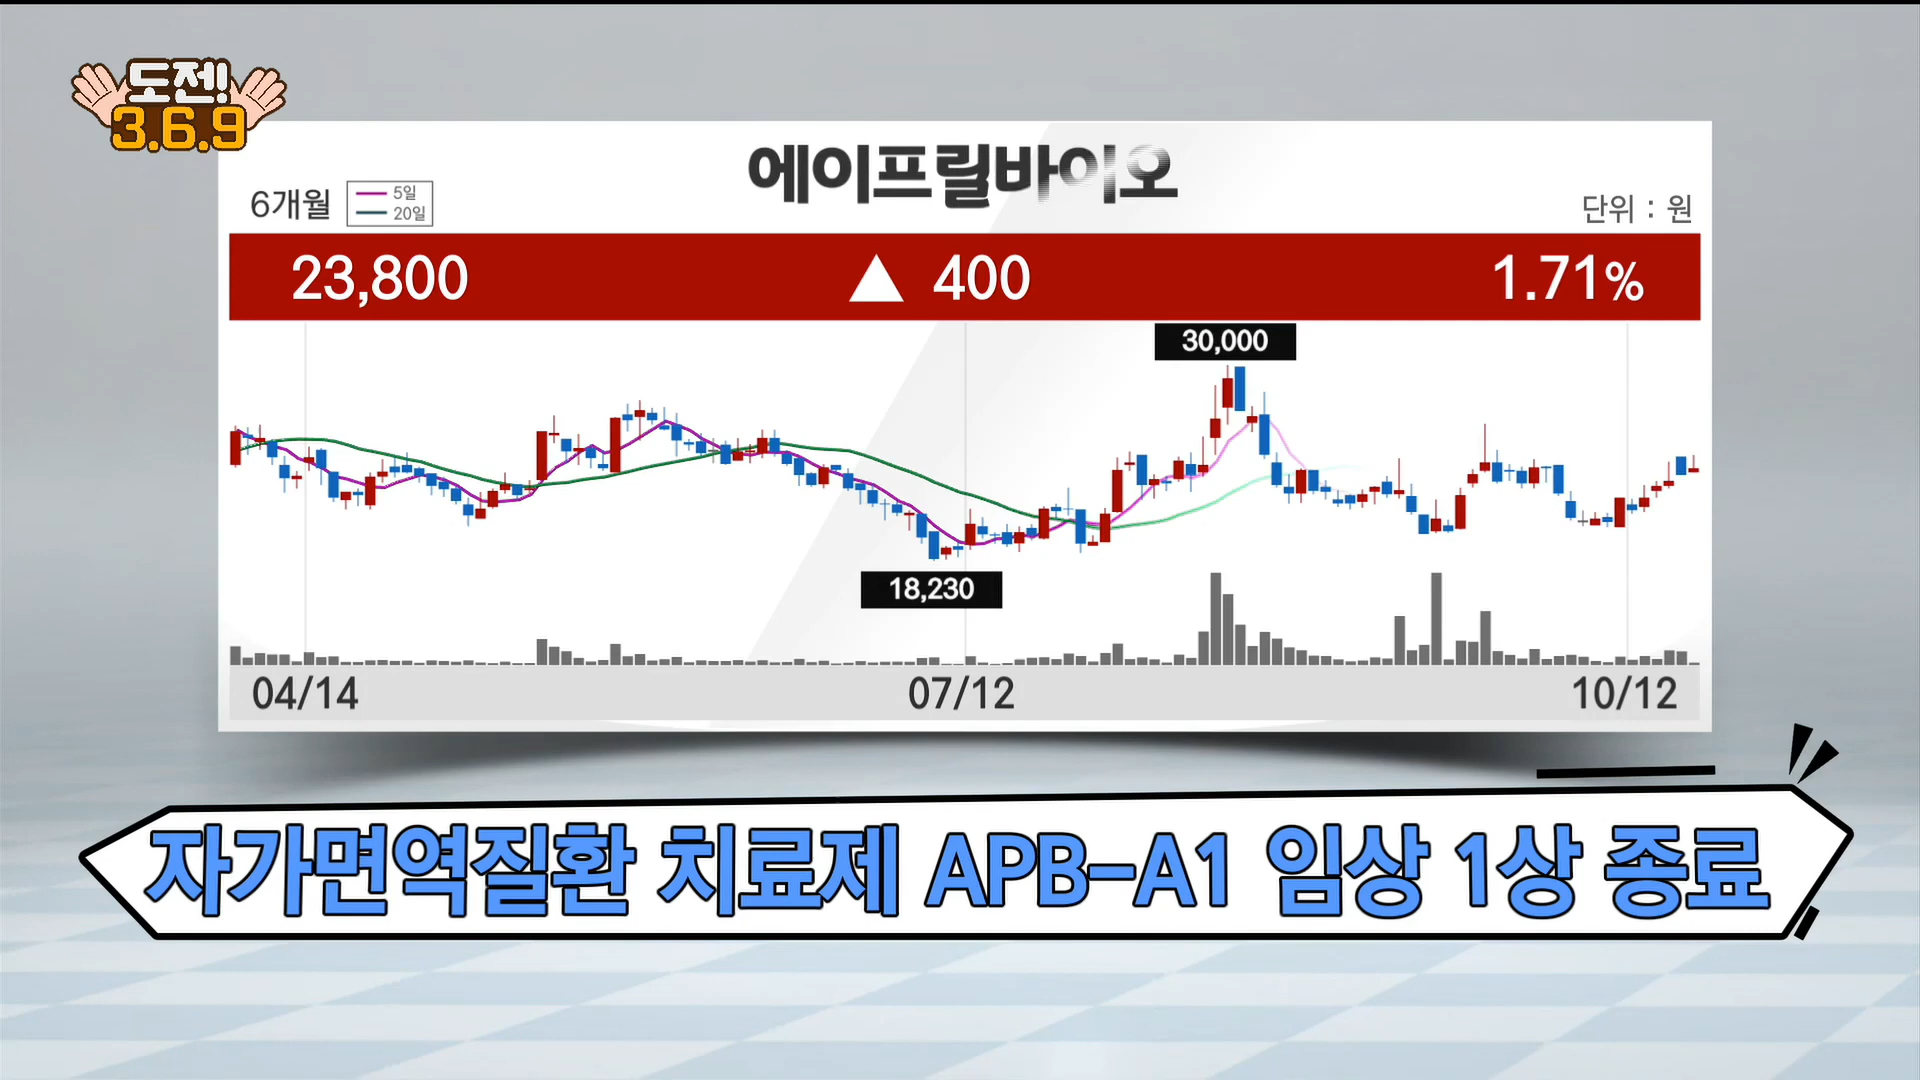 도전!
3.6.9
에이프릴바이오
6개월
5일
20일
단위 : 원
23,800 ▲ 400 1.71%
30,000
18,230
04/14 07/12 10/12
자가면역질환 치료제 APB-A1 임상 1상 종료